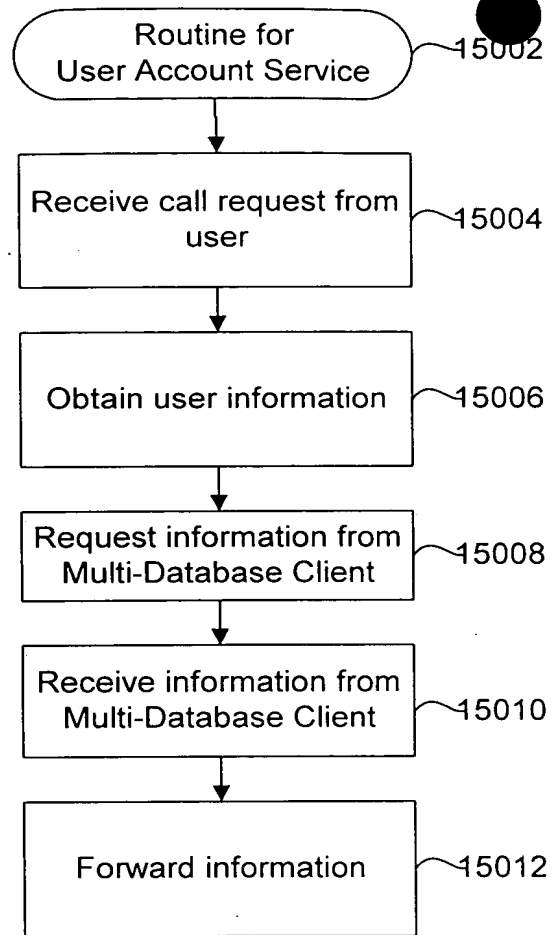 Routine for
User Account Service
15002
Receive call request from
user
15004
Obtain user information
15006
Request information from
Multi-Database Client
15008
Receive information from
Multi-Database Client
15010
Forward information
15012